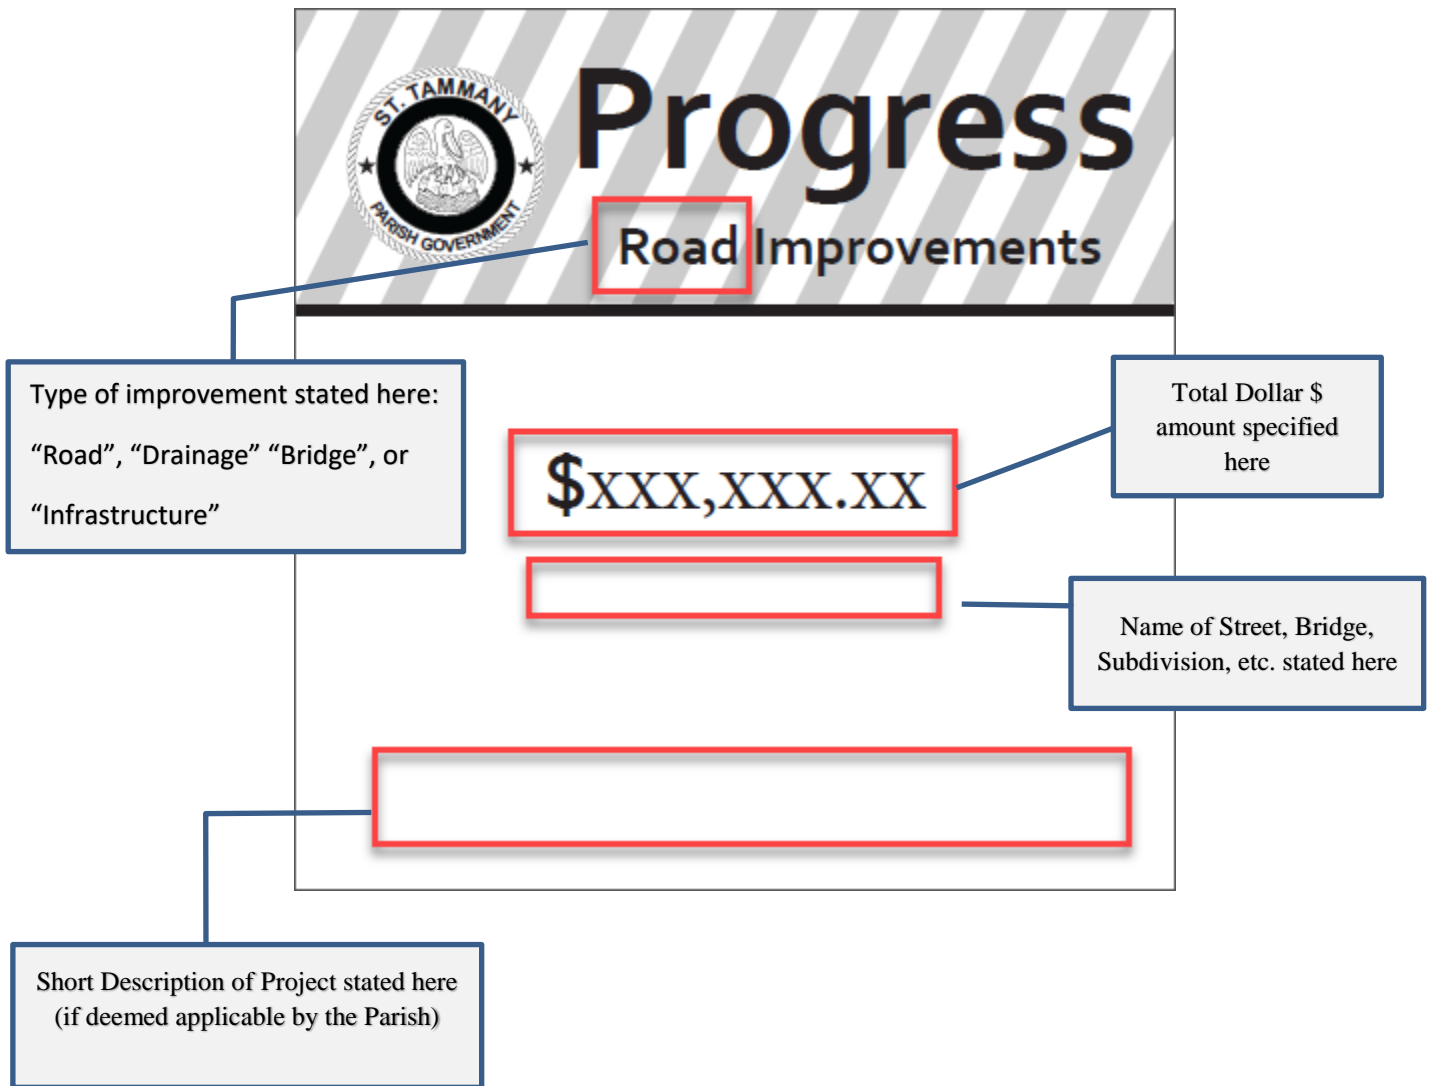 ST. TAMMANY
PARISH GOVERNMENT
Progress
Road Improvements
Type of improvement stated here:
“Road”, “Drainage” “Bridge”, or
“Infrastructure”
Total Dollar $
amount specified
here
$xxx,xxx.xx
Name of Street, Bridge,
Subdivision, etc. stated here
Short Description of Project stated here
(if deemed applicable by the Parish)